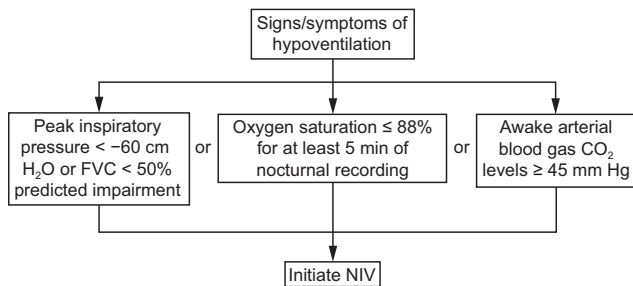 Signs/symptoms of
hypoventilation
Peak inspiratory
pressure < −60 cm
H₂O or FVC < 50%
predicted impairment
or
Oxygen saturation ≤ 88%
for at least 5 min of
nocturnal recording
or
Awake arterial
blood gas CO₂
levels ≥ 45 mm Hg
Initiate NIV